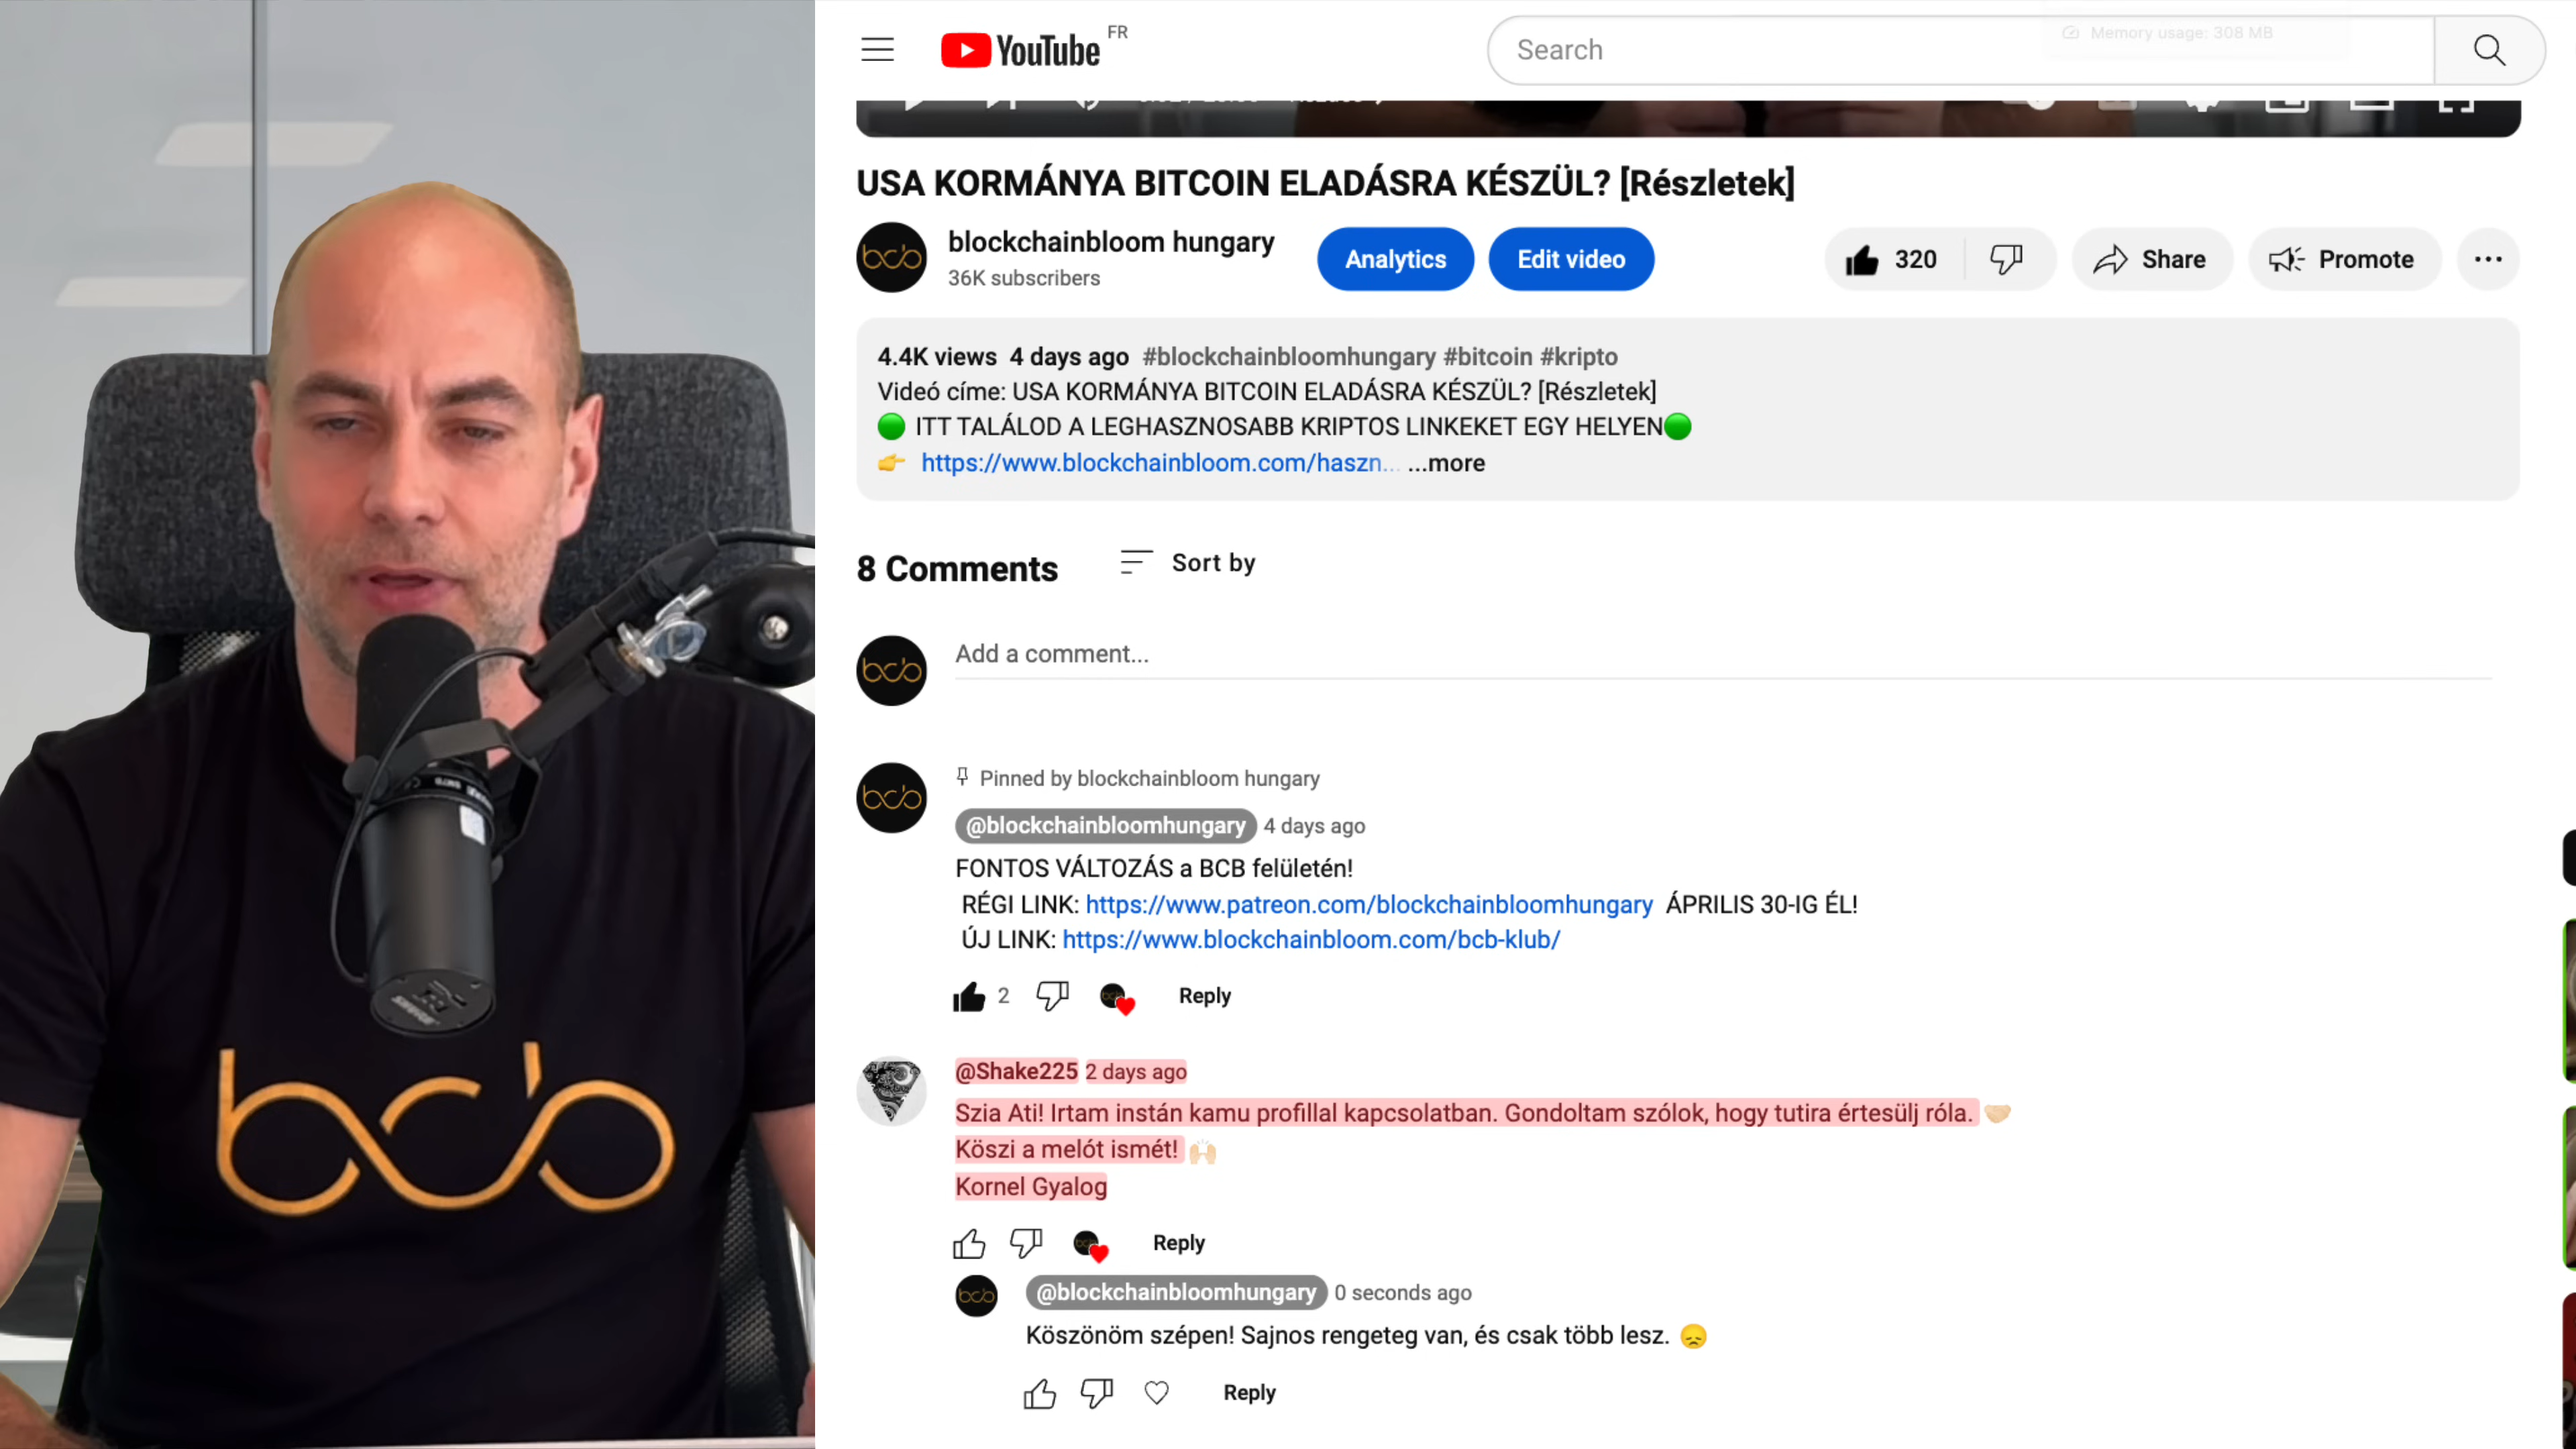 YouTube FR
Search
Memory usage: 308 MB
USA KORMÁNYA BITCOIN ELADÁSRA KÉSZÜL? [Részletek]
bcb
blockchainbloom hungary
36K subscribers
Analytics
Edit video
320
Share
Promote
4.4K views 4 days ago #blockchainbloomhungary #bitcoin #kripto
Videó címe: USA KORMÁNYA BITCOIN ELADÁSRA KÉSZÜL? [Részletek]
ITT TALÁLOD A LEGHASZNOSABB KRIPTOS LINKEKET EGY HELYEN
https://www.blockchainbloom.com/haszn... ...more
8 Comments
Sort by
bcb
Add a comment...
bcb
Pinned by blockchainbloom hungary
@blockchainbloomhungary 4 days ago
FONTOS VÁLTOZÁS a BCB felületén!
RÉGI LINK: https://www.patreon.com/blockchainbloomhungary ÁPRILIS 30-IG ÉL!
ÚJ LINK: https://www.blockchainbloom.com/bcb-klub/
2
Reply
@Shake225 2 days ago
Szia Ati! Irtam instán kamu profillal kapcsolatban. Gondoltam szólok, hogy tutira értesülj róla. 🤝🏻
Köszi a melót ismét! 🙌🏻
Kornel Gyalog
Reply
bcb
@blockchainbloomhungary 0 seconds ago
Köszönöm szépen! Sajnos rengeteg van, és csak több lesz. 😞
Reply
bcb